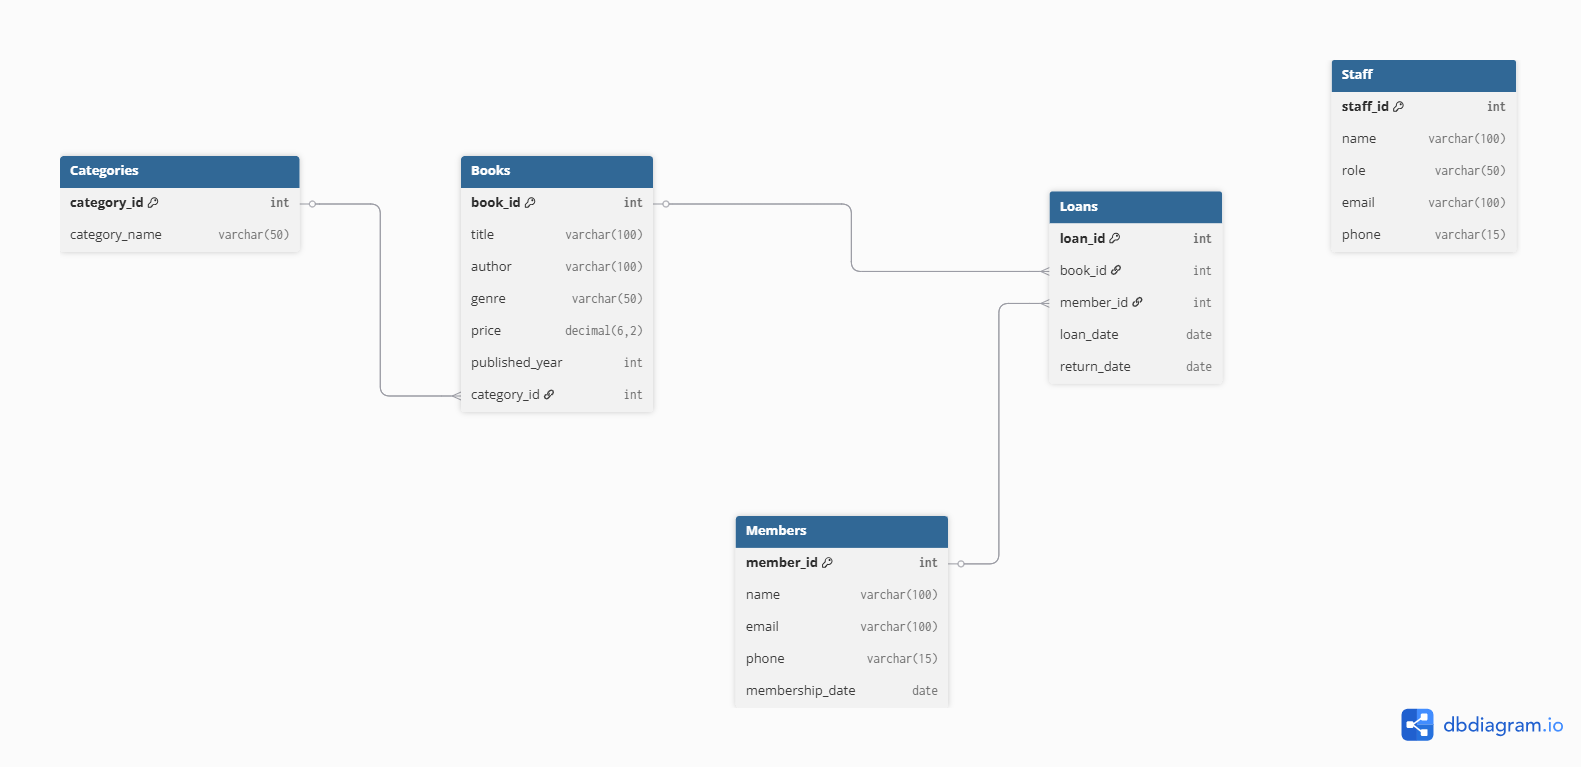 Categories
category_id int
category_name varchar(50)
Books
book_id int
title varchar(100)
author varchar(100)
genre varchar(50)
price decimal(6,2)
published_year int
category_id int
Loans
loan_id int
book_id int
member_id int
loan_date date
return_date date
Staff
staff_id int
name varchar(100)
role varchar(50)
email varchar(100)
phone varchar(15)
Members
member_id int
name varchar(100)
email varchar(100)
phone varchar(15)
membership_date date
dbdiagram.io